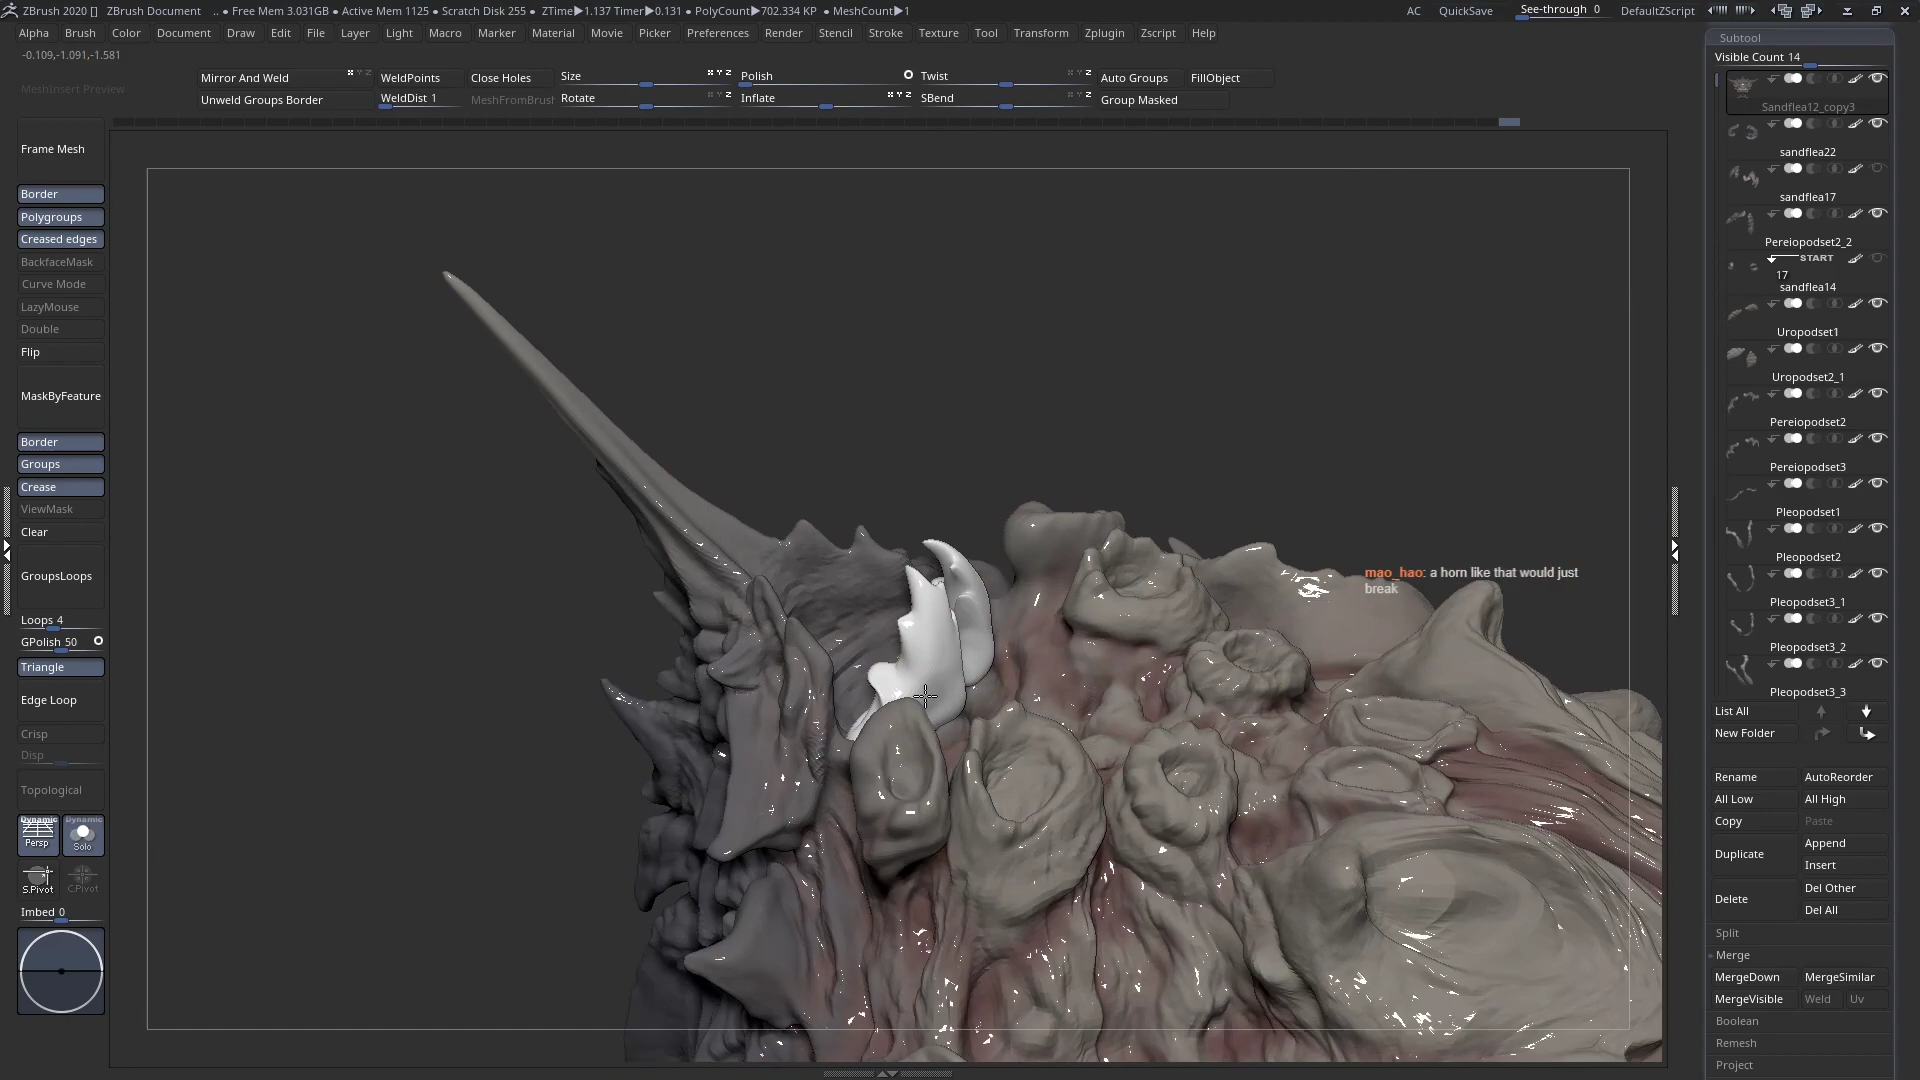 ZBrush 2020 [] ZBrush Document .. • Free Mem 3.031GB • Active Mem 1125 • Scratch Disk 255 • ZTime▶1.137 Timer▶0.131 • PolyCount▶702.334 KP • MeshCount▶1
AC QuickSave See-through 0 DefaultZScript
Alpha Brush Color Document Draw Edit File Layer Light Macro Marker Material Movie Picker Preferences Render Stencil Stroke Texture Tool Transform Zplugin Zscript Help
-0.109,-1.091,-1.581
MeshInsert Preview
Mirror And Weld WeldPoints Close Holes Size Polish Twist Auto Groups FillObject
Unweld Groups Border WeldDist 1 MeshFromBrush Rotate Inflate SBend Group Masked
Frame Mesh
Border
Polygroups
Creased edges
BackfaceMask
Curve Mode
LazyMouse
Double
Flip
MaskByFeature
Border
Groups
Crease
ViewMask
Clear
GroupsLoops
Loops 4
GPolish 50
Triangle
Edge Loop
Crisp
Disp
Topological
Dynamic Dynamic
Persp Solo
S.Pivot C.Pivot
Imbed 0
mao_hao: a horn like that would just
break
Subtool
Visible Count 14
Sandflea12_copy3
sandflea22
sandflea17
Pereiopodset2_2
START
17
sandflea14
Uropodset1
Uropodset2_1
Pereiopodset2
Pereiopodset3
Pleopodset1
Pleopodset2
Pleopodset3_1
Pleopodset3_2
Pleopodset3_3
List All
New Folder
Rename AutoReorder
All Low All High
Copy Paste
Duplicate Append
Insert
Delete Del Other
Del All
Split
Merge
MergeDown MergeSimilar
MergeVisible Weld Uv
Boolean
Remesh
Project